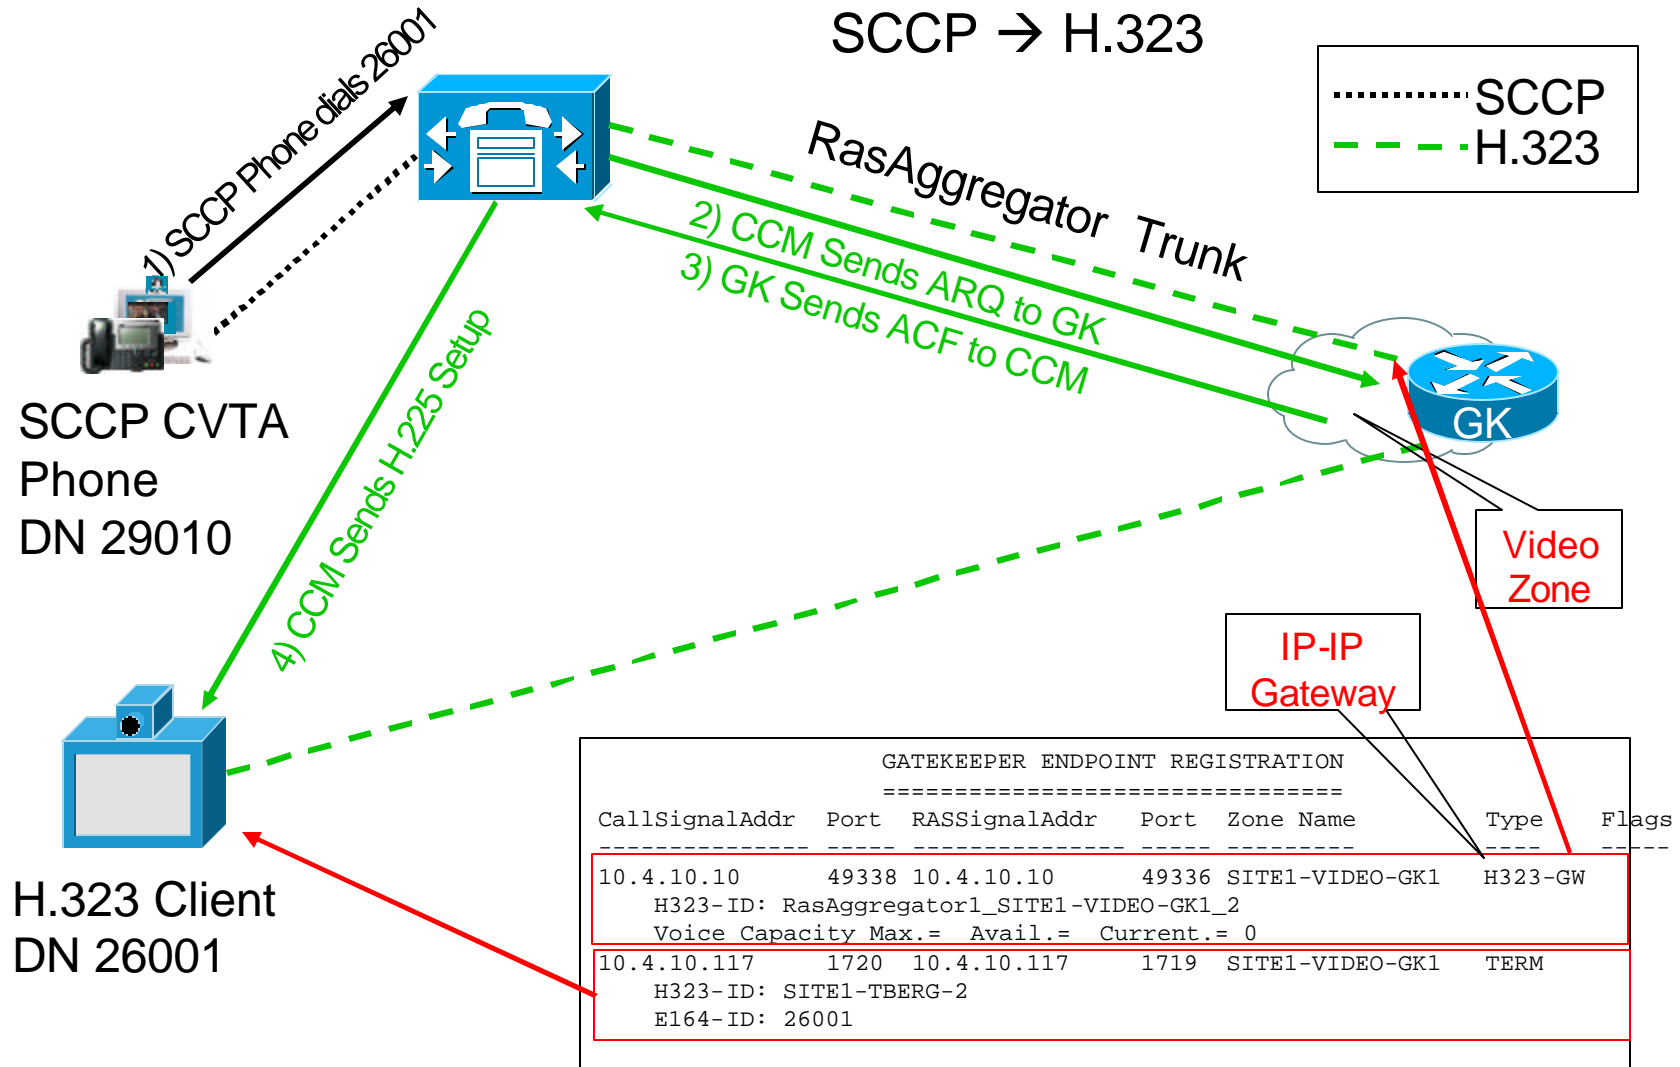 SCCP → H.323
SCCP
H.323
1) SCCP Phone dials 26001
RasAggregator Trunk
2) CCM Sends ARQ to GK
3) GK Sends ACF to CCM
GK
SCCP CVTA
Phone
DN 29010
4) CCM Sends H.225 Setup
Video
Zone
IP-IP
Gateway
H.323 Client
DN 26001
GATEKEEPER ENDPOINT REGISTRATION
================================
CallSignalAddr Port RASSignalAddr Port Zone Name Type Flags
--------------- ----- --------------- ----- --------- ---- -----
10.4.10.10 49338 10.4.10.10 49336 SITE1-VIDEO-GK1 H323-GW
H323-ID: RasAggregator1_SITE1-VIDEO-GK1_2
Voice Capacity Max.= Avail.= Current.= 0
10.4.10.117 1720 10.4.10.117 1719 SITE1-VIDEO-GK1 TERM
H323-ID: SITE1-TBERG-2
E164-ID: 26001